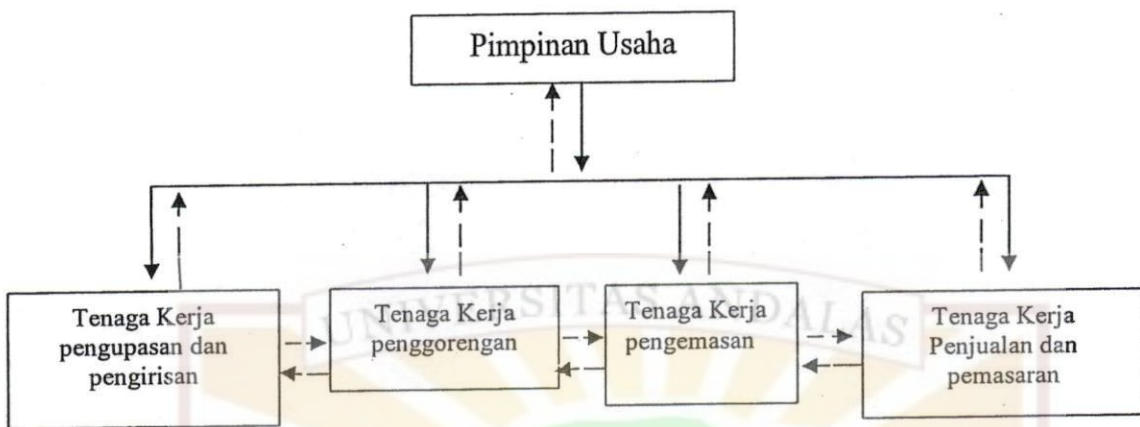 Pimpinan Usaha
UNIVERSITAS ANDALAS
Tenaga Kerja
pengupasan dan
pengirisan
Tenaga Kerja
penggorengan
Tenaga Kerja
pengemasan
Tenaga Kerja
Penjualan dan
pemasaran